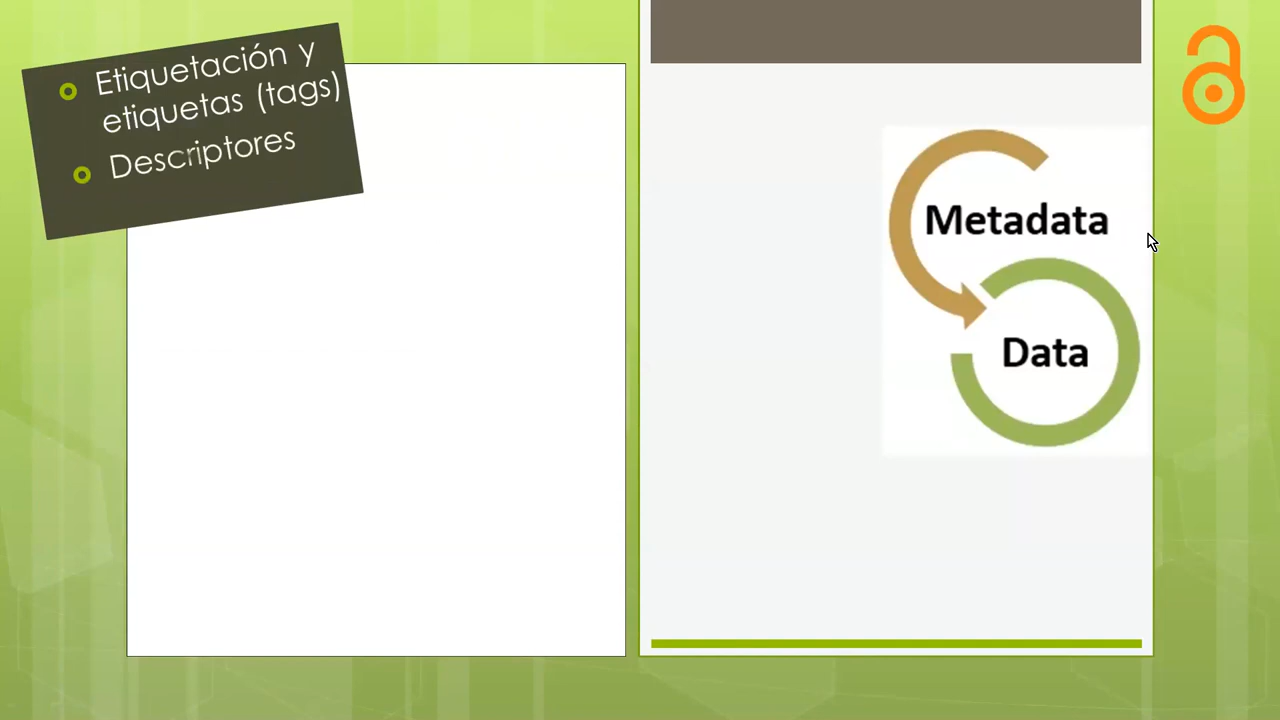 Etiquetación y
etiquetas (tags)
Descriptores
Metadata
Data